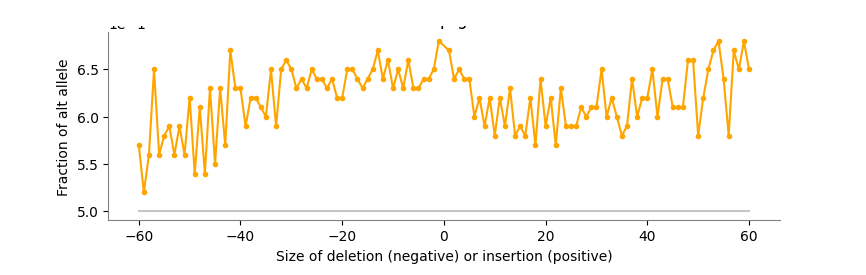 6.5
6.0
5.5
5.0
Fraction of alt allele
−60 −40 −20 0 20 40 60
Size of deletion (negative) or insertion (positive)